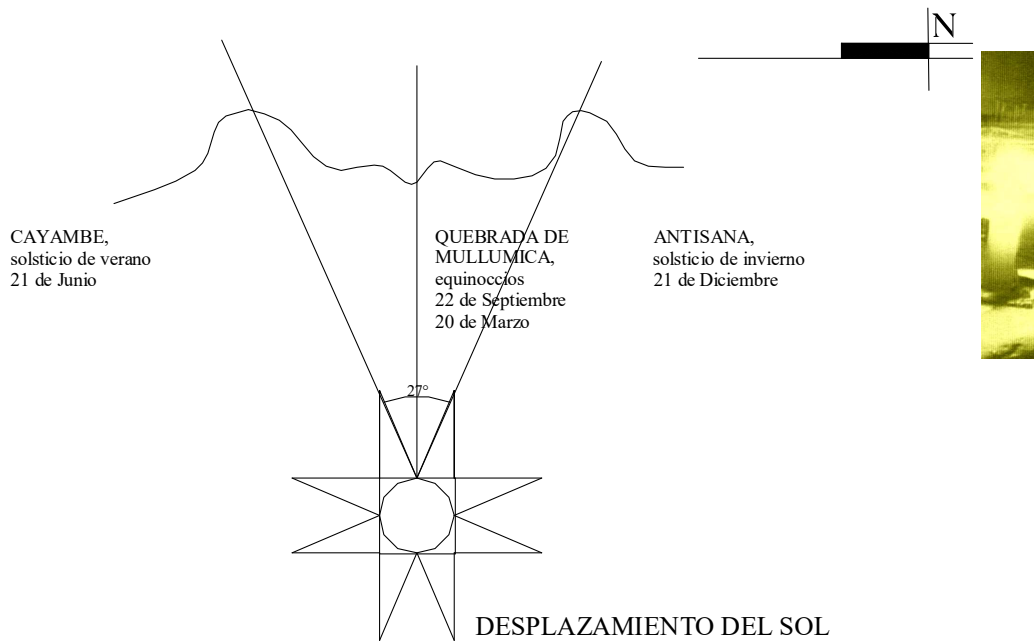 N
CAYAMBE,
solsticio de verano
21 de Junio
QUEBRADA DE
MULLUMICA,
equinoccios
22 de Septiembre
20 de Marzo
ANTISANA,
solsticio de invierno
21 de Diciembre
27°
DESPLAZAMIENTO DEL SOL